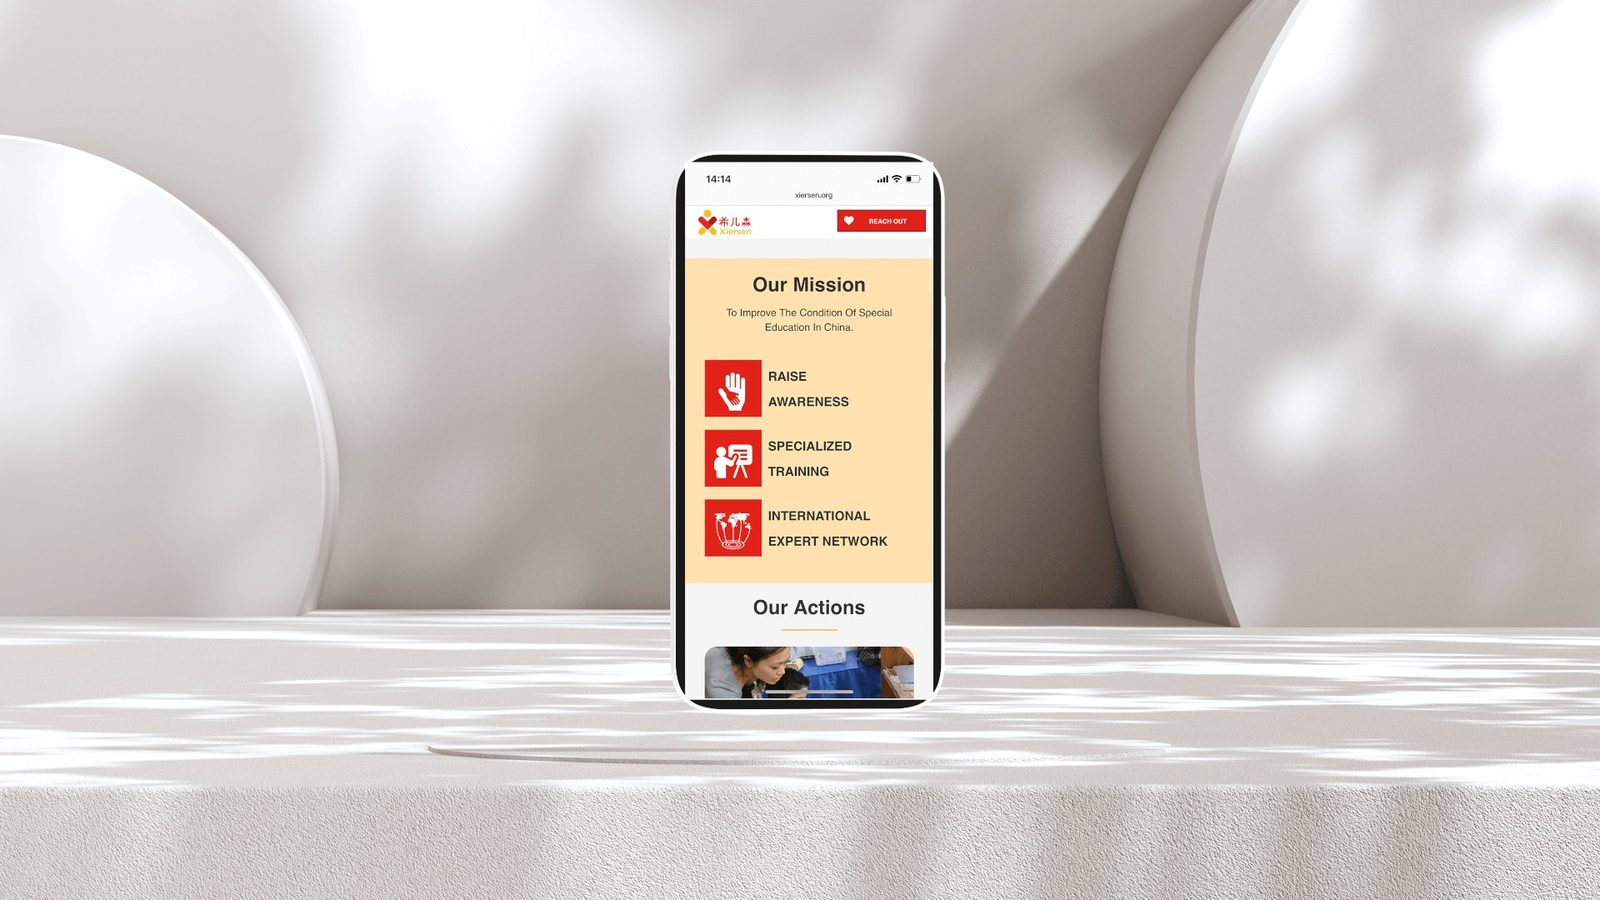 14:14
xiersen.org
希儿森
Xiersen
REACH OUT
Our Mission
To Improve The Condition Of Special
Education In China.
RAISE
AWARENESS
SPECIALIZED
TRAINING
INTERNATIONAL
EXPERT NETWORK
Our Actions